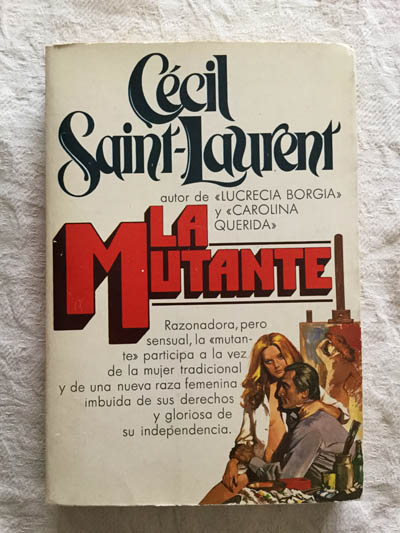 Cécil
Saint-Laurent
autor de «LUCRECIA BORGIA»
y «CAROLINA
QUERIDA»
LA
MUTANTE
Razonadora, pero
sensual, la «mutan-
te» participa a la vez
de la mujer tradicional
y de una nueva raza femenina
imbuida de sus derechos
y gloriosa de
su independencia.